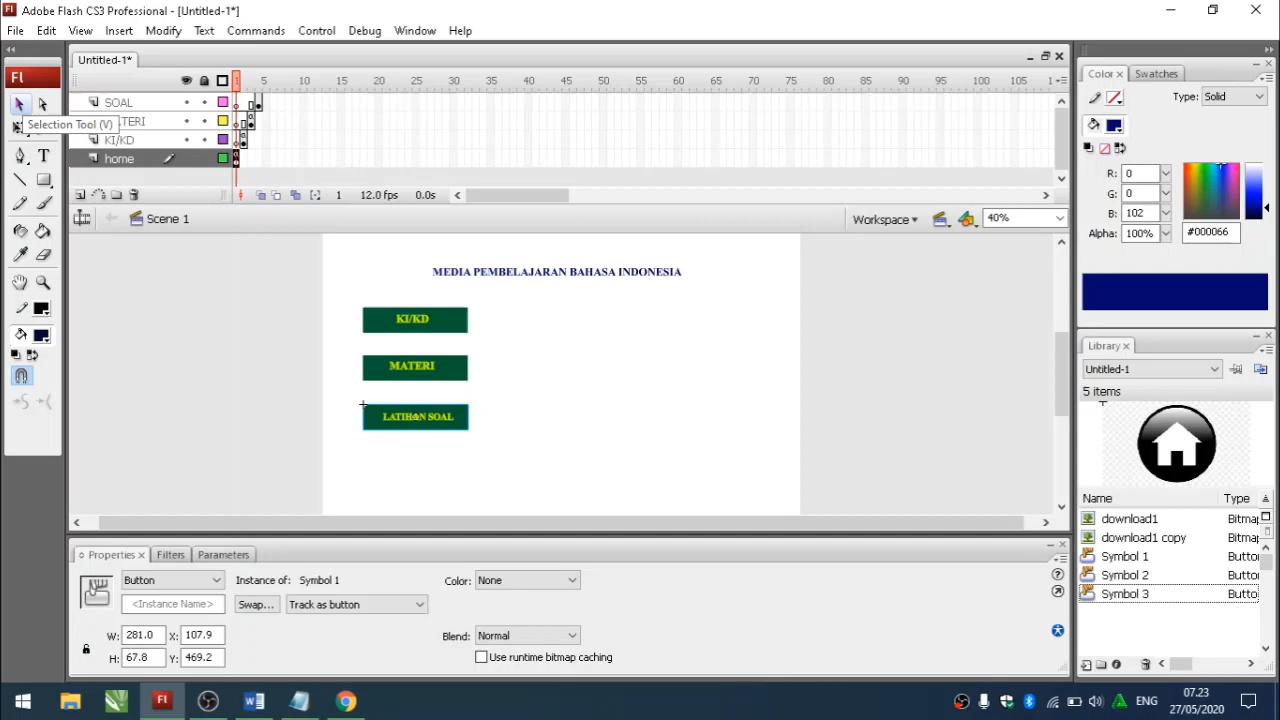 Adobe Flash CS3 Professional - [Untitled-1*]
File Edit View Insert Modify Text Commands Control Debug Window Help
Fl
Untitled-1*
1 5 10 15 20 25 30 35 40 45 50 55 60 65 70 75 80 85 90 95 100 105
SOAL
Selection Tool (V)
KI/KD
home
1 12.0 fps 0.0s
Scene 1
Workspace
40%
MEDIA PEMBELAJARAN BAHASA INDONESIA
KI/KD
MATERI
LATIHAN SOAL
Properties Filters Parameters
Button
Instance of: Symbol 1
Color: None
<Instance Name>
Swap...
Track as button
W: 281.0 X: 107.9
Blend: Normal
H: 67.8 Y: 469.2
Use runtime bitmap caching
Color Swatches
Type: Solid
R: 0
G: 0
B: 102
Alpha: 100%
#000066
Library
Untitled-1
5 items
Name Type
download1
download1 copy
Symbol 1
Symbol 2
Symbol 3
Fl
ENG
07.23
27/05/2020